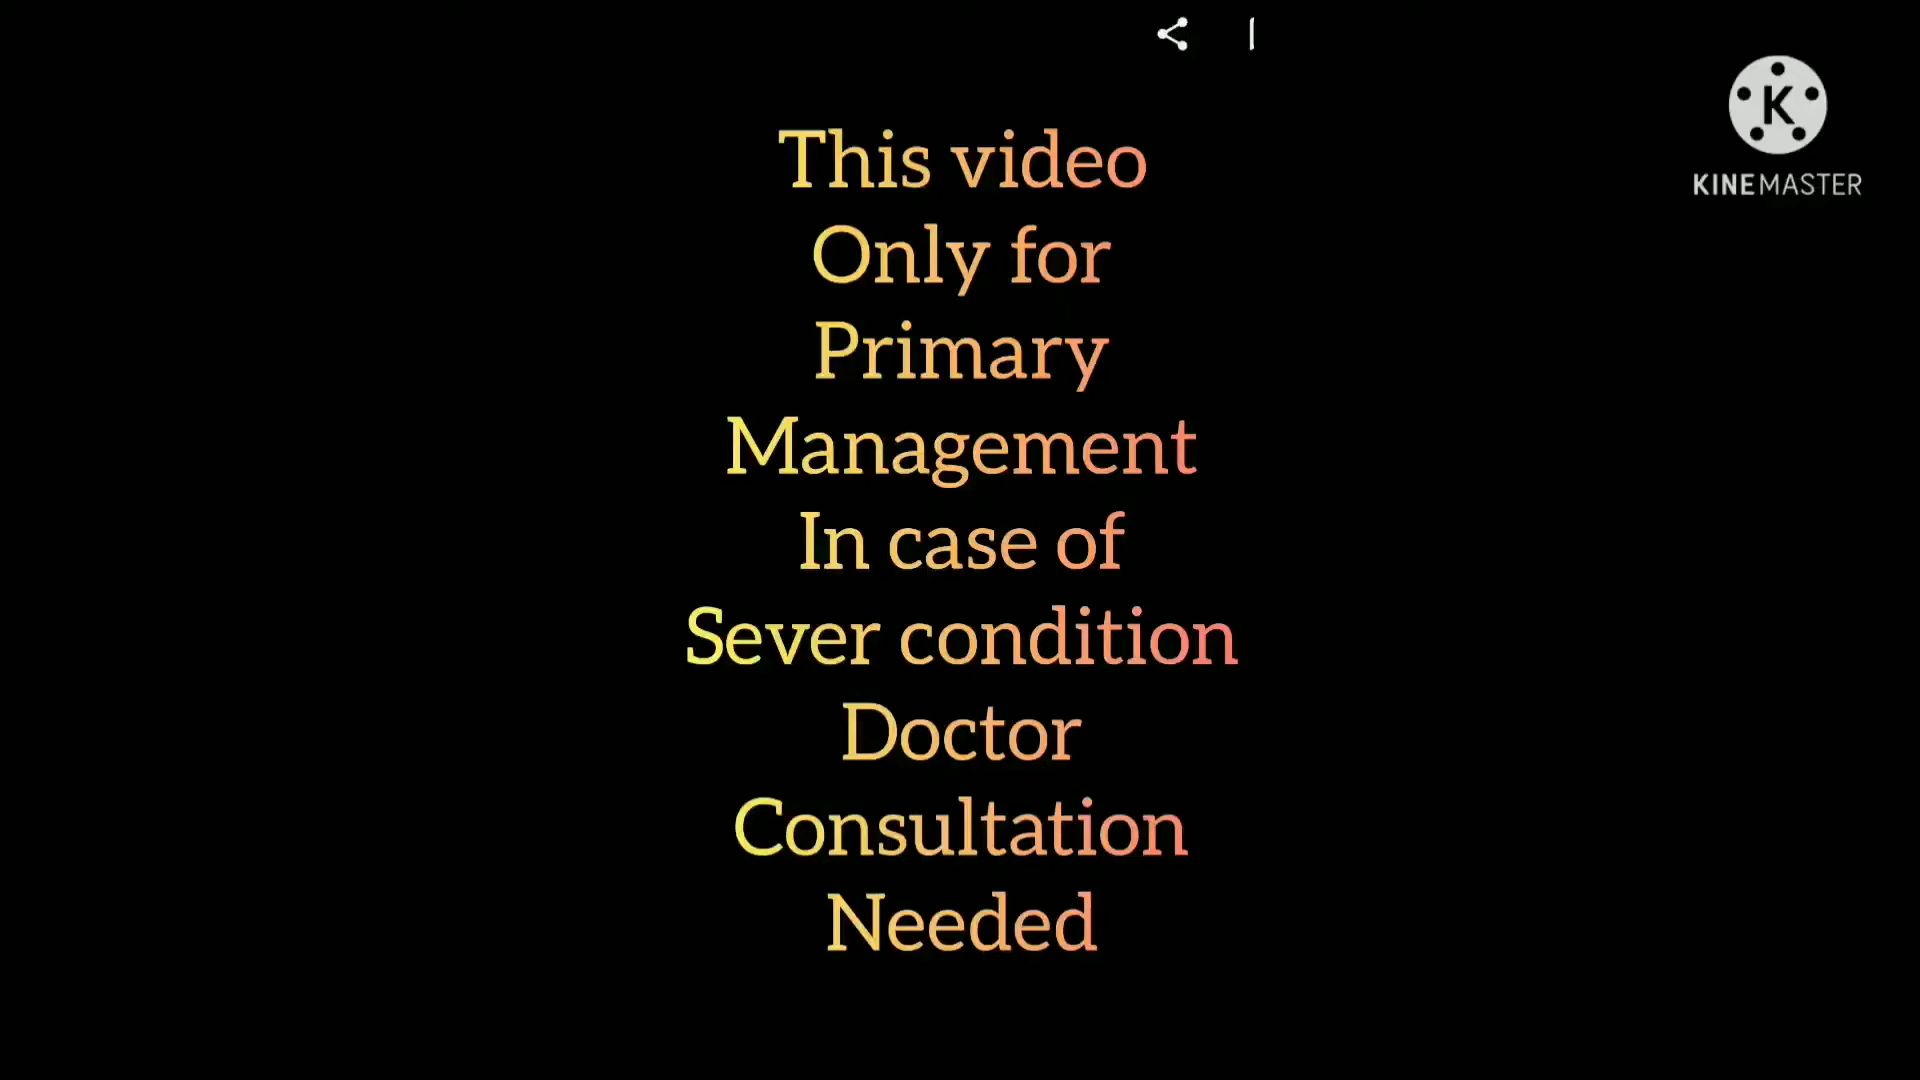 This video
Only for
Primary
Management
In case of
Sever condition
Doctor
Consultation
Needed
K
KINEMASTER